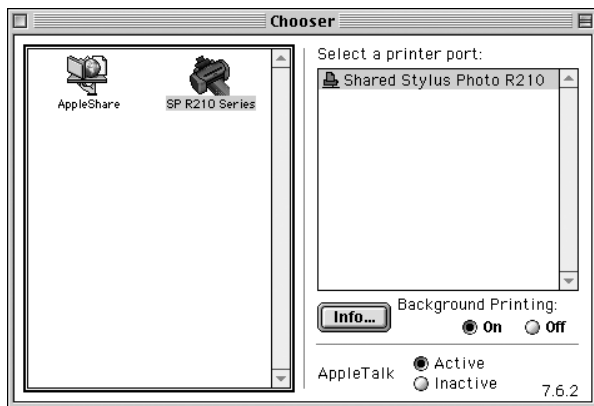 Chooser
AppleShare
SP R210 Series
Select a printer port:
Shared Stylus Photo R210
Info...
Background Printing:
On Off
AppleTalk
Active
Inactive
7.6.2